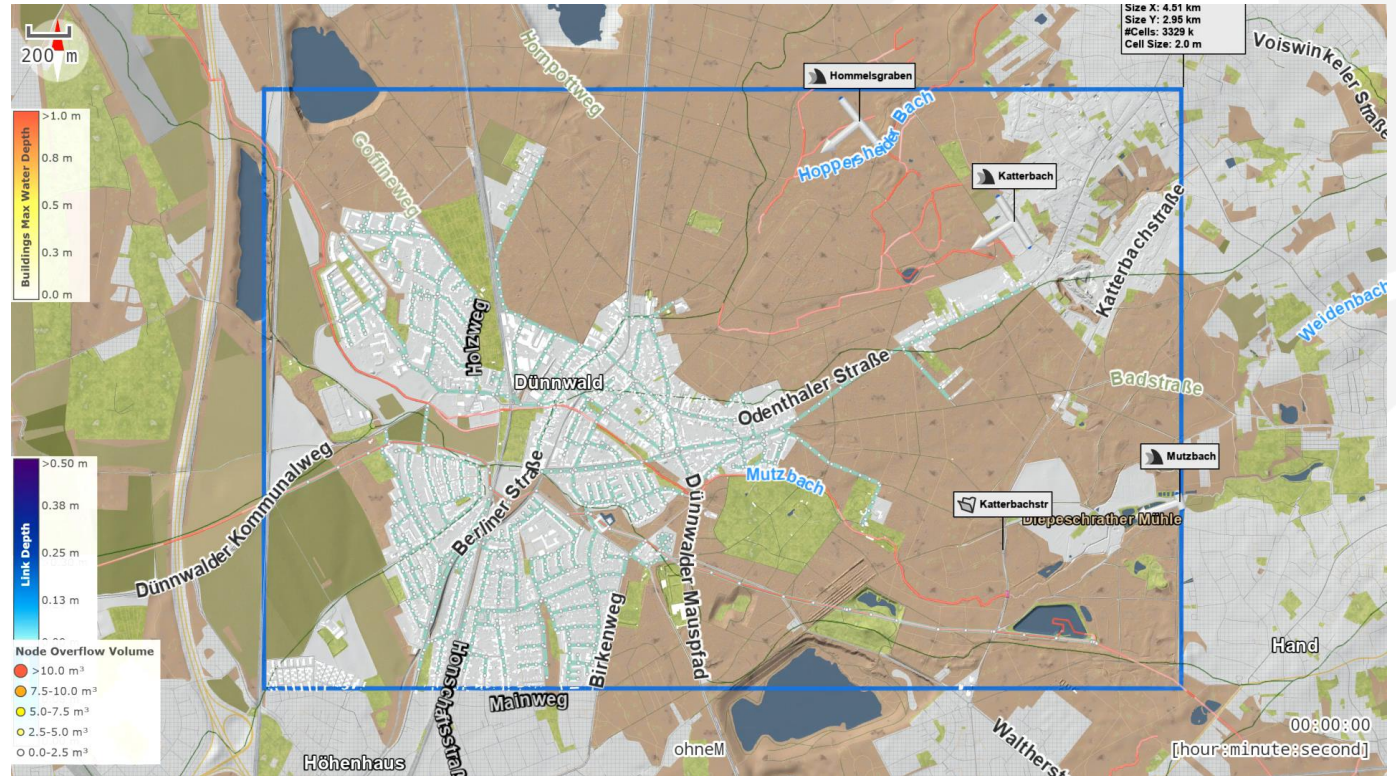 200 m
Size X: 4.51 km
Size Y: 2.95 km
#Cells: 3329 k
Cell Size: 2.0 m
Voiswinkeler Straße
Honpottweg
Hommelsgraben
Hoppersheider Bach
Buildings Max Water Depth
>1.0 m
0.8 m
0.5 m
0.3 m
0.0 m
Goffineweg
Katterbach
Katterbachstraße
Weidenbach
Holzweg
Dünnwald
Odenthaler Straße
Badstraße
Mutzbach
Mutzbach
Katterbachstr
Diepeschrather Mühle
Dünnwalder Kommunalweg
Berliner Straße
Dünnwalder Mauspfad
Link Depth
>0.50 m
0.38 m
0.25 m
0.13 m
Birkenweg
Hand
Node Overflow Volume
>10.0 m³
7.5-10.0 m³
5.0-7.5 m³
2.5-5.0 m³
0.0-2.5 m³
Mainweg
Höhenhaus
ohneM
00:00:00
[hour:minute:second]